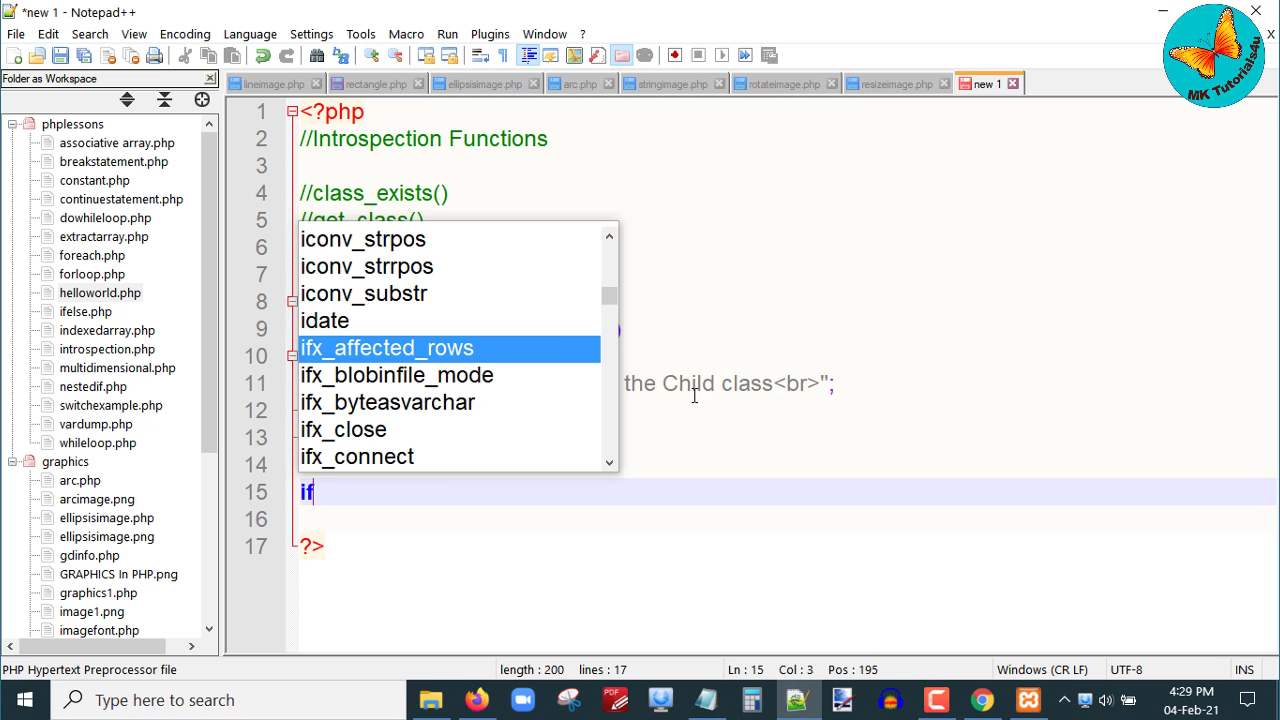 *new 1 - Notepad++
File Edit Search View Encoding Language Settings Tools Macro Run Plugins Window ?
X
MK Tutorials4u
Folder as Workspace
lineimage.php rectangle.php ellipsisimage.php arc.php stringimage.php rotateimage.php resizeimage.php new 1
phplessons
associative array.php
breakstatement.php
constant.php
continuestatement.php
dowhileloop.php
extractarray.php
foreach.php
forloop.php
helloworld.php
ifelse.php
indexedarray.php
introspection.php
multidimensional.php
nestedif.php
switchexample.php
vardump.php
whileloop.php
graphics
arc.php
arcimage.png
ellipsisimage.php
ellipsisimage.png
gdinfo.php
GRAPHICS In PHP.png
graphics1.php
image1.png
imagefont.php
1 <?php
2 //Introspection Functions
3
4 //class_exists()
5 //get_class()
6
7
8
9 )
10
11 the Child class<br>";
12
13
14
15 if
16
17 ?>
iconv_strpos
iconv_strrpos
iconv_substr
idate
ifx_affected_rows
ifx_blobinfile_mode
ifx_byteasvarchar
ifx_close
ifx_connect
PHP Hypertext Preprocessor file length : 200 lines : 17 Ln : 15 Col : 3 Pos : 195 Windows (CR LF) UTF-8 INS
Type here to search
PDF
4:29 PM
04-Feb-21